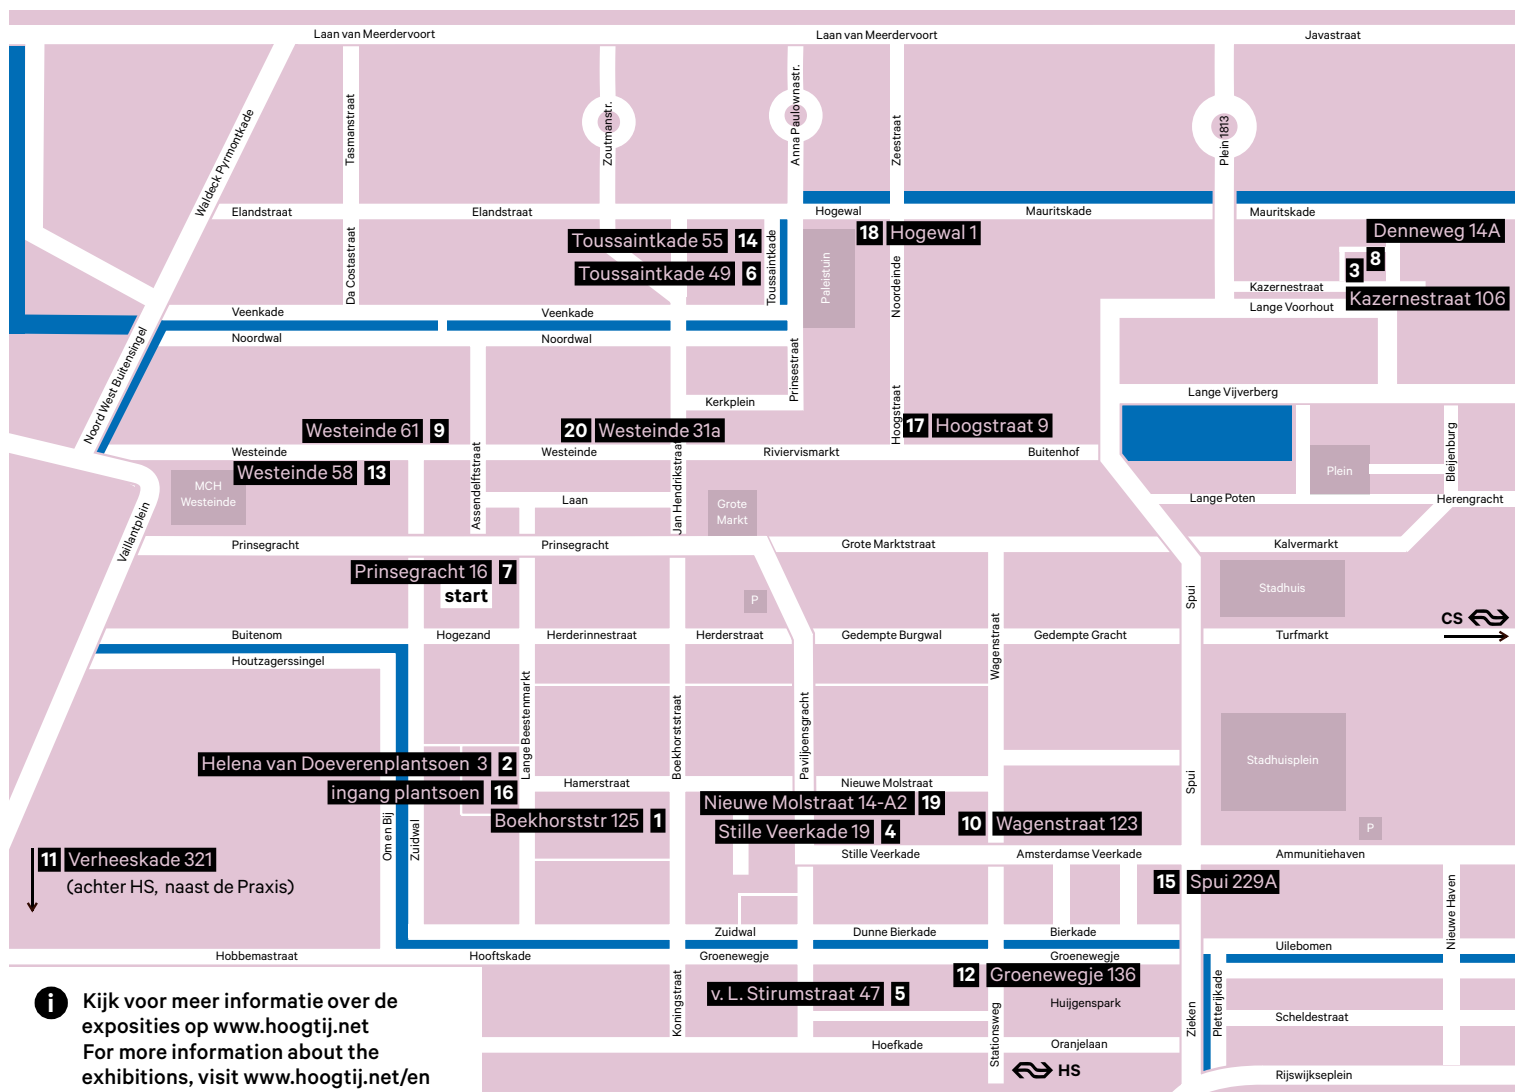 Laan van Meerdervoort
Laan van Meerdervoort
Javastraat
Waldeck Pyrmontkade
Tasmanstraat
Zoutmanstr.
Anna Paulownastr.
Zeestraat
Plein 1813
Elandstraat
Elandstraat
Hogewal
Mauritskade
Mauritskade
Toussaintkade 55 14
Toussaintkade 49 6
18 Hogewal 1
Denneweg 14A
8
3
Kazernestraat 106
Da Costastraat
Toussaintkade
Paleistuin
Noordeinde
Kazernestraat
Lange Voorhout
Veenkade
Veenkade
Noordwal
Noordwal
Noord West Buitensingel
Prinsestraat
Kerkplein
Hoogstraat
Lange Vijverberg
Westeinde 61 9
20 Westeinde 31a
17 Hoogstraat 9
Westeinde
Westeinde
Riviervismarkt
Buitenhof
Westeinde 58 13
MCH
Westeinde
Assendelftstraat
Jan Hendrikstraat
Laan
Grote
Markt
Plein
Bleijenburg
Lange Poten
Herengracht
Vaillantplein
Prinsegracht
Prinsegracht
Grote Marktstraat
Kalvermarkt
Prinsegracht 16 7
start
P
Spui
Stadhuis
CS
Buitenom
Hogezand
Herderinnestraat
Herderstraat
Gedempte Burgwal
Wagenstraat
Gedempte Gracht
Turfmarkt
Houtzagerssingel
Lange Beestenmarkt
Boekhorststraat
Paviljoensgracht
Spui
Stadhuisplein
Helena van Doeverenplantsoen 3 2
ingang plantsoen 16
Hamerstraat
Nieuwe Molstraat
Boekhorststr 125 1
Nieuwe Molstraat 14-A2 19
Stille Veerkade 19 4
10 Wagenstraat 123
P
Om en Bij
Zuidwal
Stille Veerkade
Amsterdamse Veerkade
Ammunitiehaven
11 Verheeskade 321
(achter HS, naast de Praxis)
15 Spui 229A
Nieuwe Haven
Zuidwal
Dunne Bierkade
Bierkade
Uilebomen
Hobbemastraat
Hooftskade
Groenewegje
Groenewegje
12 Groenewegje 136
v. L. Stirumstraat 47 5
Huijgenspark
Koningstraat
Stationsweg
Zieken
Pletterijkade
Scheldestraat
Hoefkade
Oranjelaan
HS
Rijswijkseplein
i
Kijk voor meer informatie over de
exposities op www.hoogtij.net
For more information about the
exhibitions, visit www.hoogtij.net/en